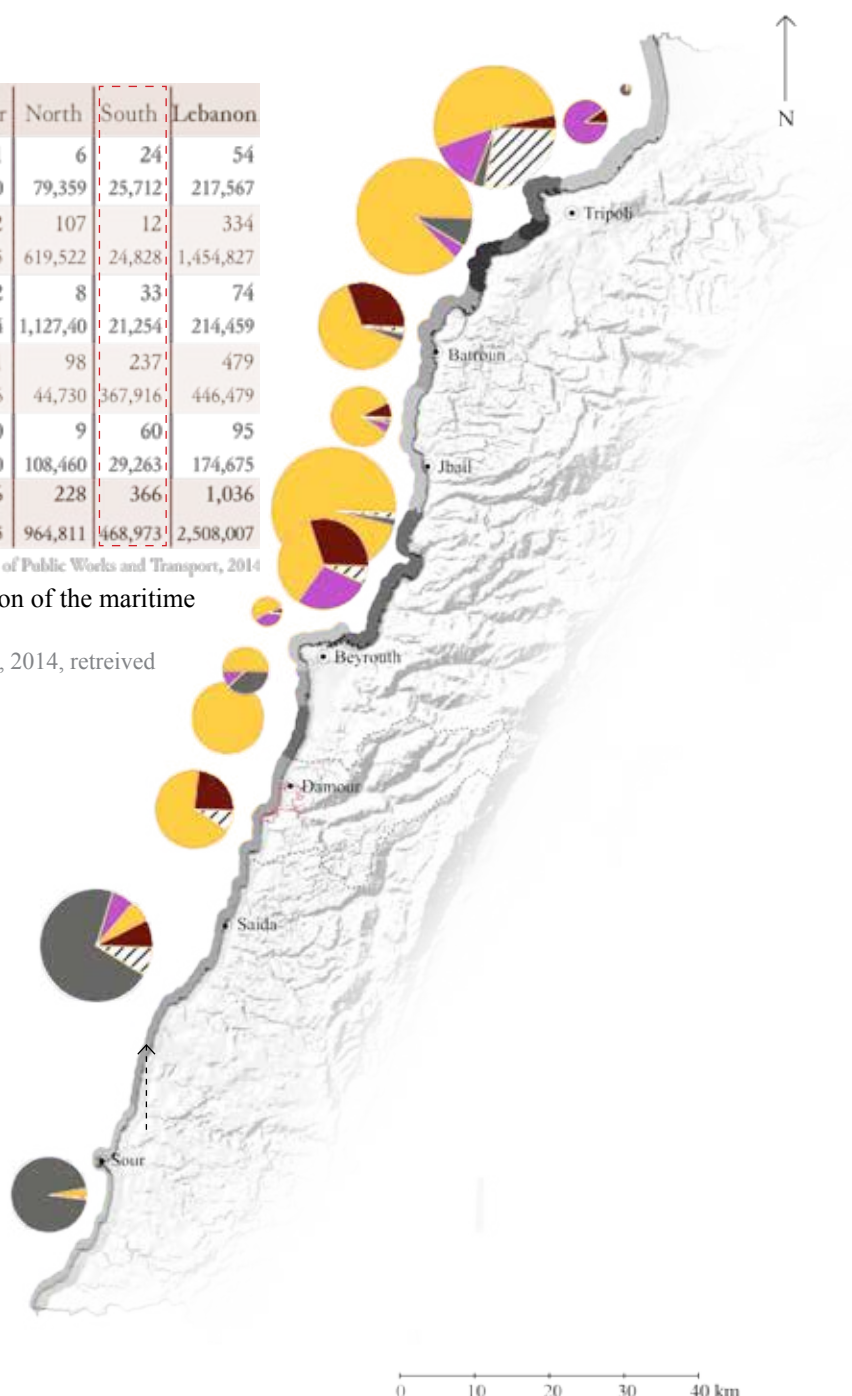 North South Lebanon
6 24 54
79,359 25,712 217,567
107 12 334
619,522 24,828 1,454,827
8 33 74
1,127,40 21,254 214,459
98 237 479
44,730 367,916 446,479
9 60 95
108,460 29,263 174,675
228 366 1,036
964,811 468,973 2,508,007
of Public Works and Transport, 2014
on of the maritime
, 2014, retreived
N
Tripoli
Batroun
Jbail
Beyrouth
Damour
Saida
Sour
0 10 20 30 40 km